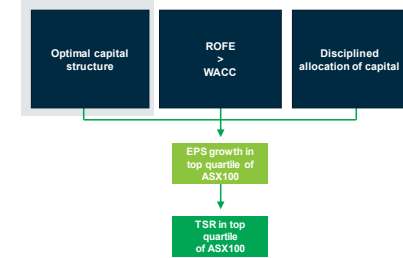 Optimal capital
structure
ROFE
>
WACC
Disciplined
allocation of capital
EPS growth in
top quartile of
ASX100
TSR in top
quartile
of ASX100